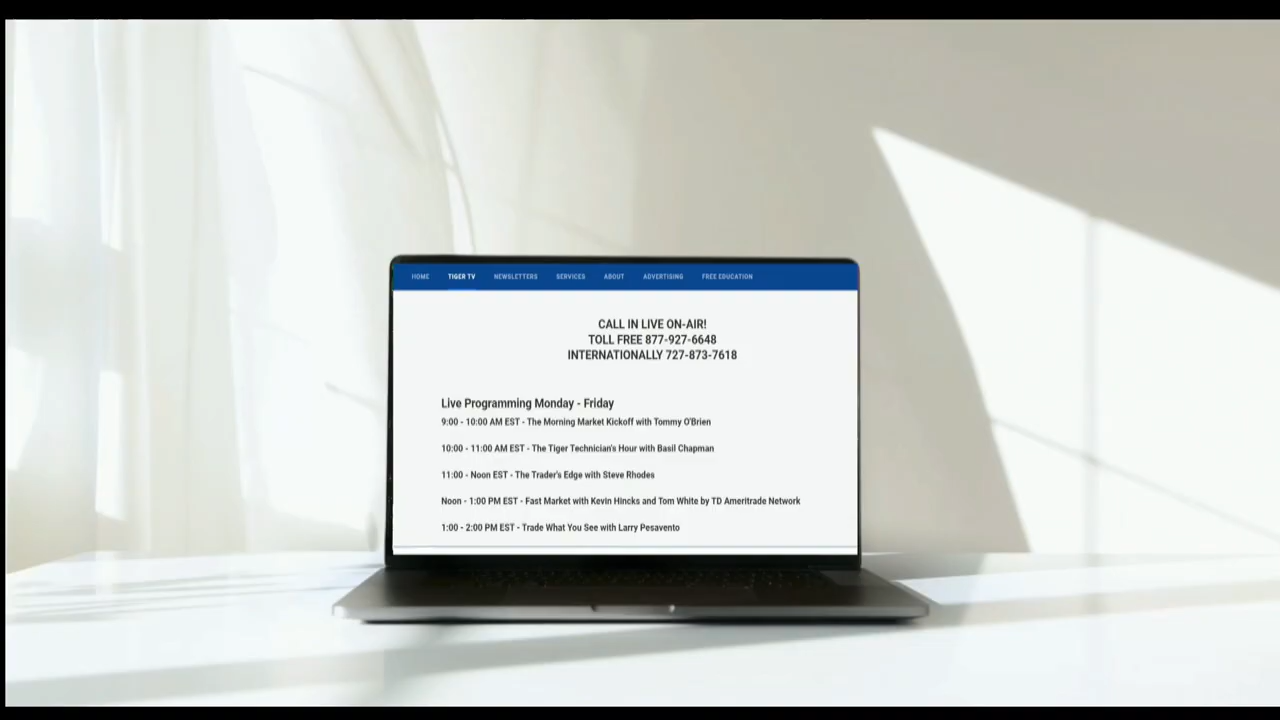 HOME TIGER TV NEWSLETTERS SERVICES ABOUT ADVERTISING FREE EDUCATION
CALL IN LIVE ON-AIR!
TOLL FREE 877-927-6648
INTERNATIONALLY 727-873-7618
Live Programming Monday - Friday
9:00 - 10:00 AM EST - The Morning Market Kickoff with Tommy O'Brien
10:00 - 11:00 AM EST - The Tiger Technician's Hour with Basil Chapman
11:00 - Noon EST - The Trader's Edge with Steve Rhodes
Noon - 1:00 PM EST - Fast Market with Kevin Hincks and Tom White by TD Ameritrade Network
1:00 - 2:00 PM EST - Trade What You See with Larry Pesavento